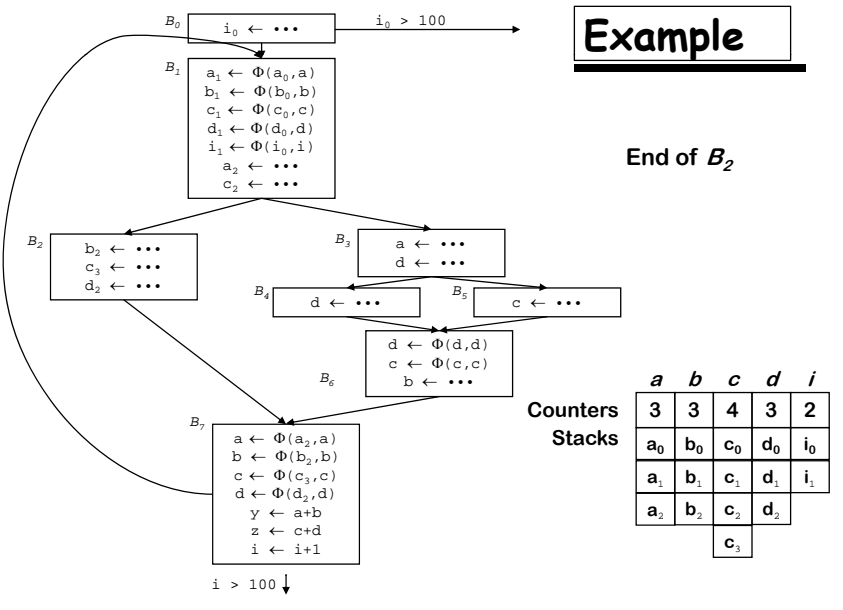 Example
End of B₂
B₀
i₀ ← •••
i₀ > 100
B₁
a₁ ← Φ(a₀,a)
b₁ ← Φ(b₀,b)
c₁ ← Φ(c₀,c)
d₁ ← Φ(d₀,d)
i₁ ← Φ(i₀,i)
a₂ ← •••
c₂ ← •••
B₂
b₂ ← •••
c₃ ← •••
d₂ ← •••
B₃
a ← •••
d ← •••
B₄
d ← •••
B₅
c ← •••
B₆
d ← Φ(d,d)
c ← Φ(c,c)
b ← •••
B₇
a ← Φ(a₂,a)
b ← Φ(b₂,b)
c ← Φ(c₃,c)
d ← Φ(d₂,d)
y ← a+b
z ← c+d
i ← i+1
i > 100
a b c d i
Counters 3 3 4 3 2
Stacks a₀ b₀ c₀ d₀ i₀
a₁ b₁ c₁ d₁ i₁
a₂ b₂ c₂ d₂
c₃